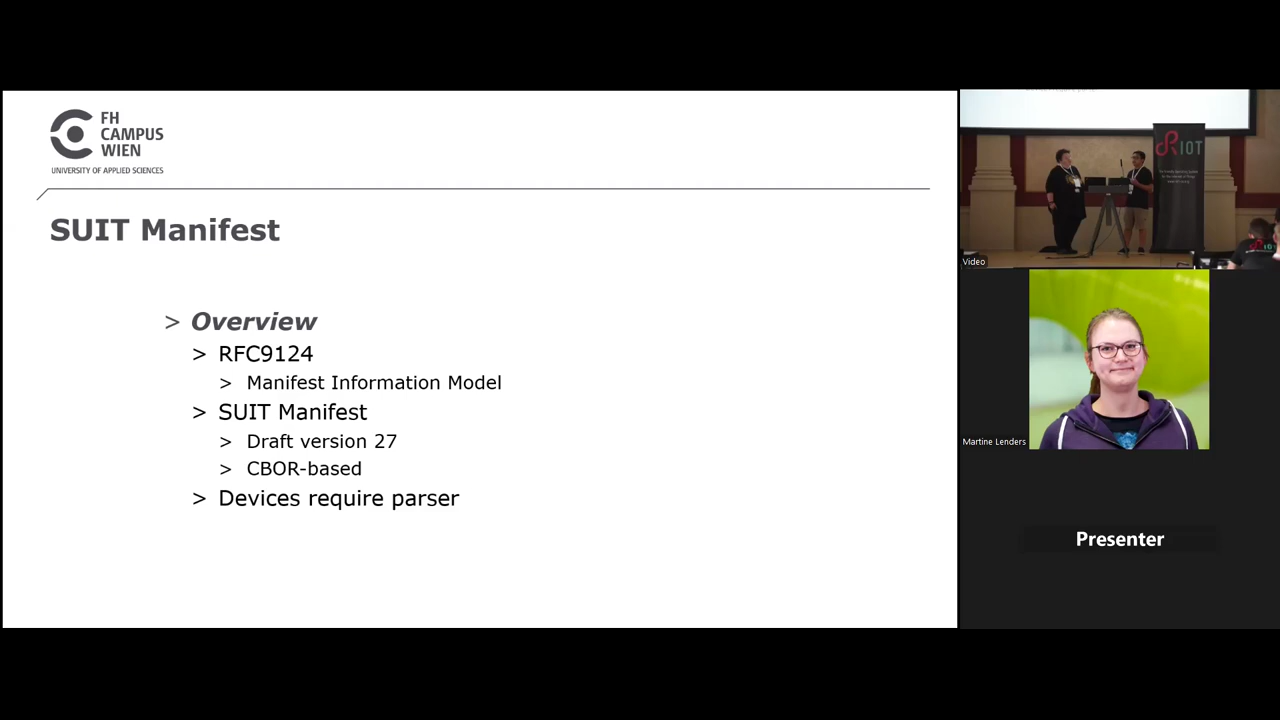 FH
CAMPUS
WIEN
UNIVERSITY OF APPLIED SCIENCES
SUIT Manifest
> Overview
> RFC9124
> Manifest Information Model
> SUIT Manifest
> Draft version 27
> CBOR-based
> Devices require parser
RIOT
Video
Martine Lenders
Presenter